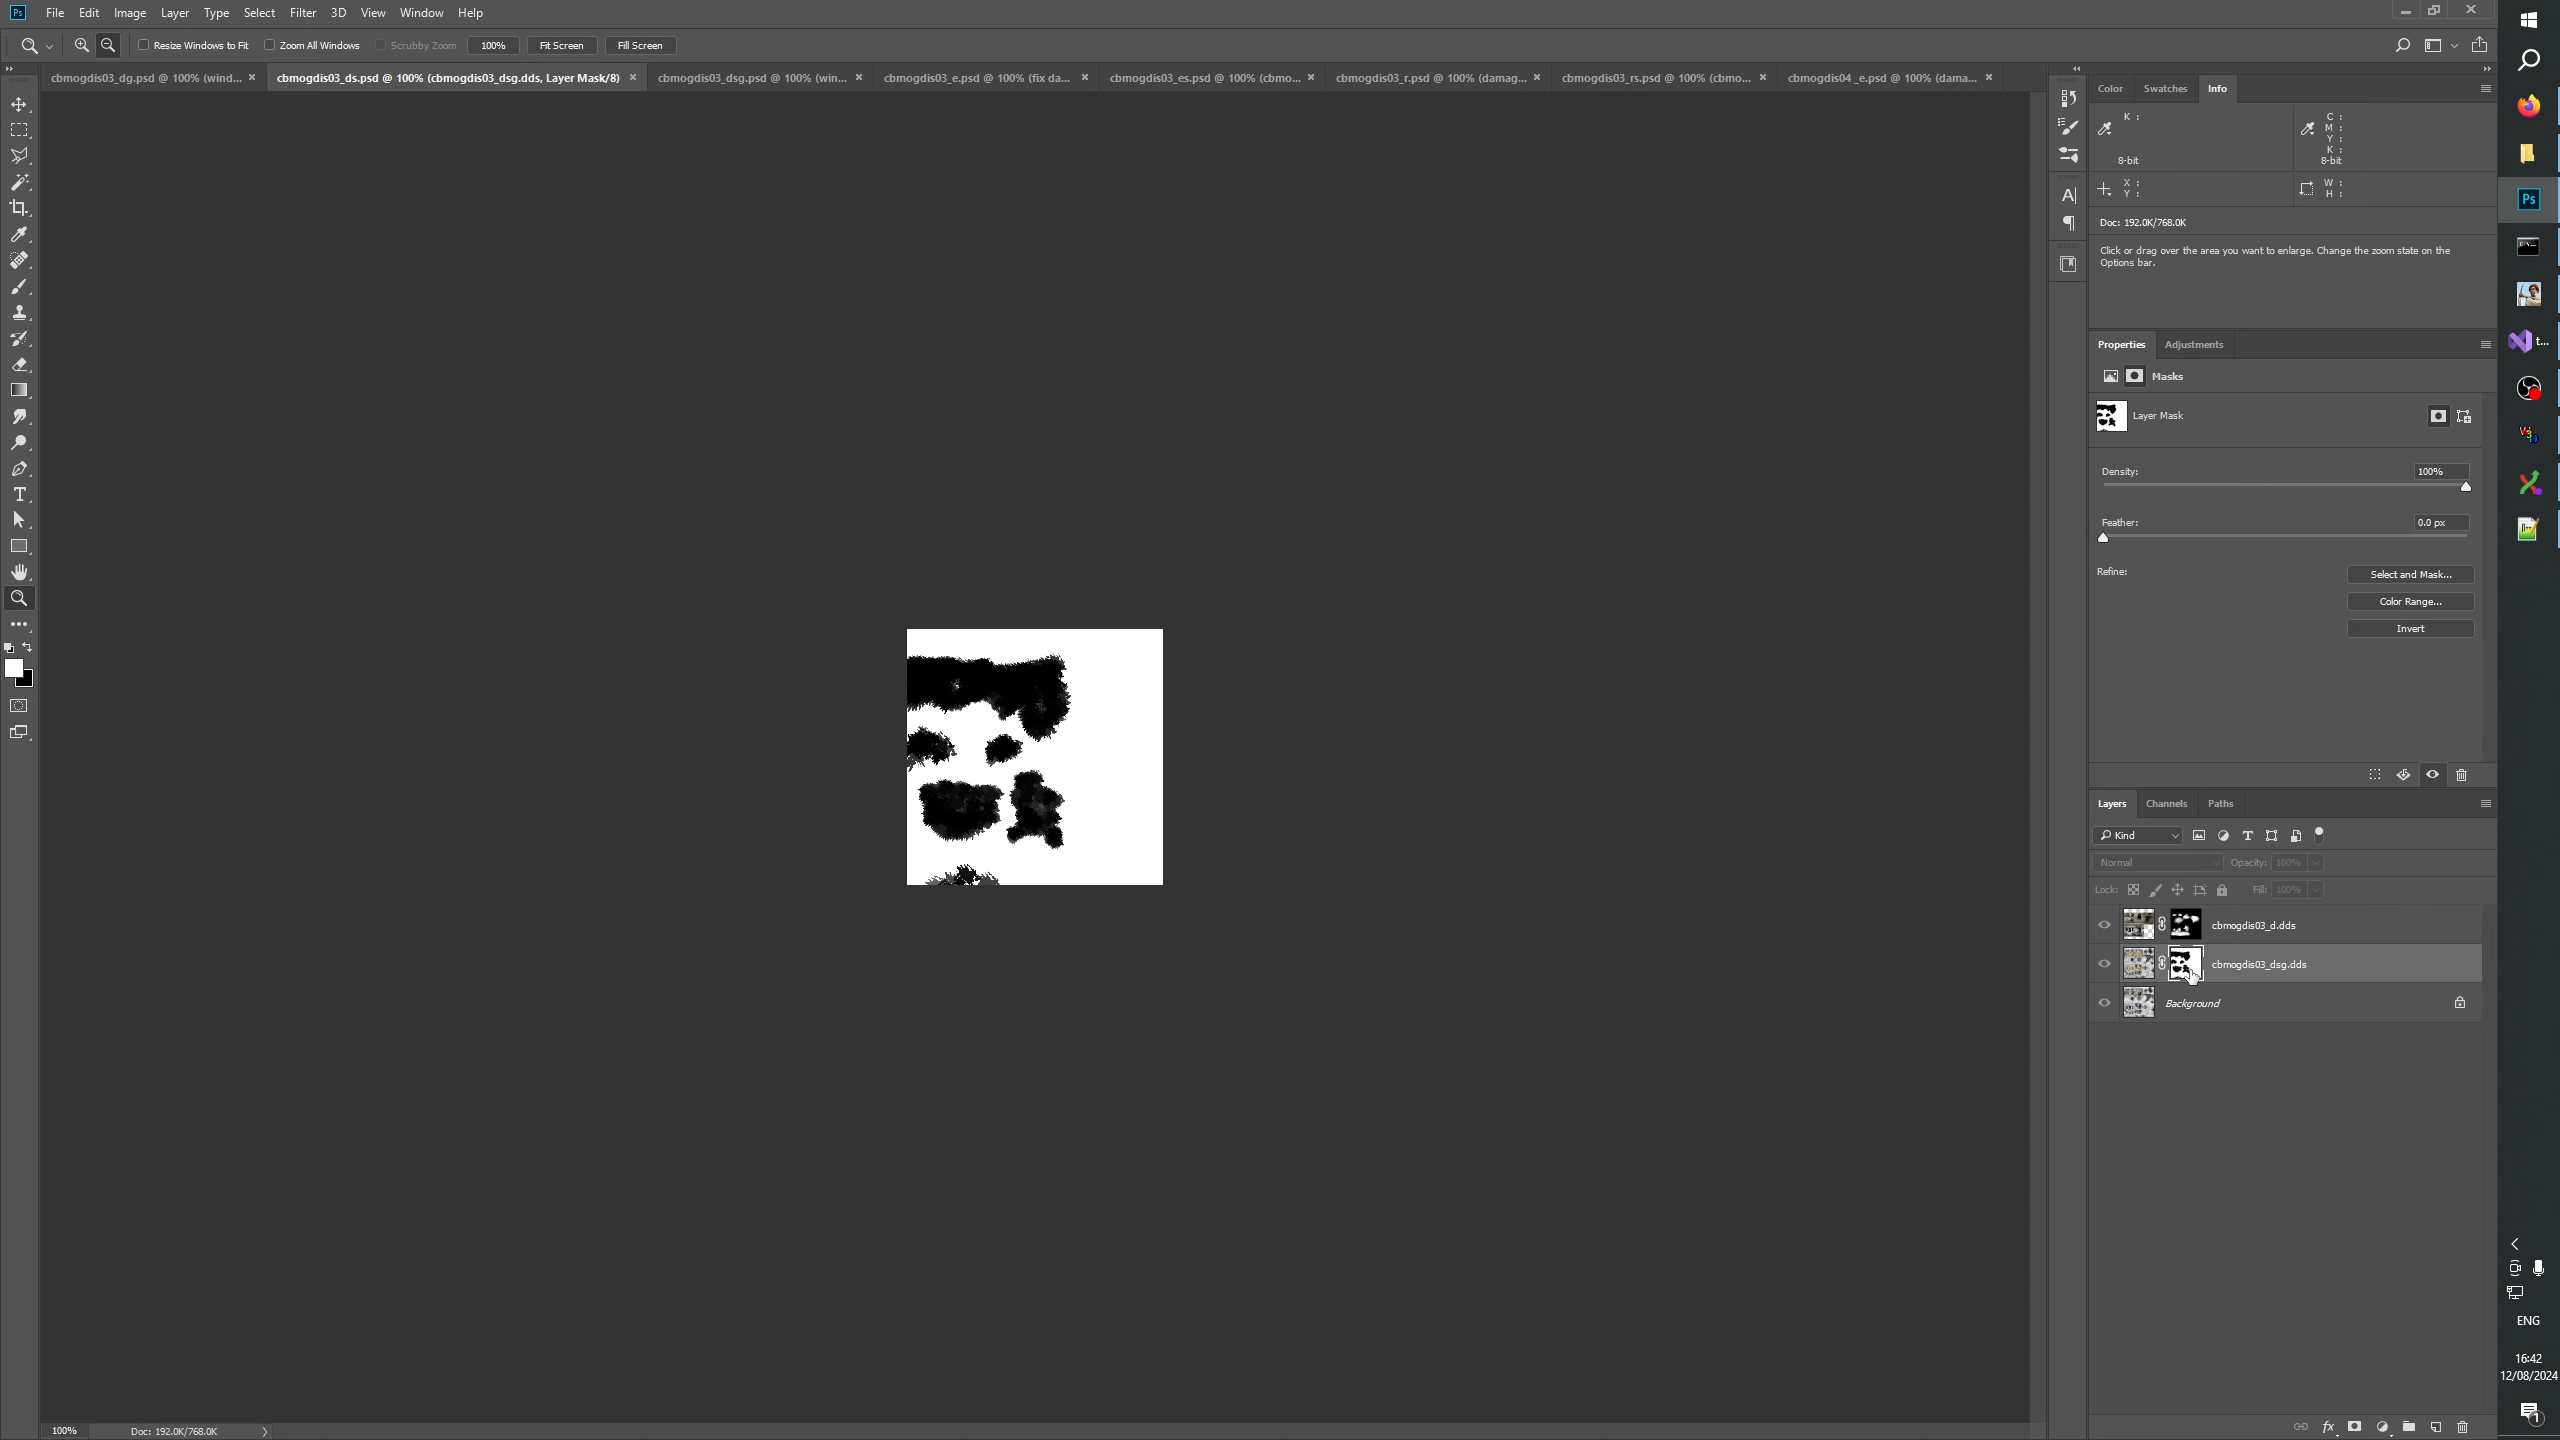 Ps File Edit Image Layer Type Select Filter 3D View Window Help
Resize Windows to Fit Zoom All Windows Scrubby Zoom 100% Fit Screen Fill Screen
cbmogdis03_dg.psd @ 100% (wind... × cbmogdis03_ds.psd @ 100% (cbmogdis03_dsg.dds, Layer Mask/8) × cbmogdis03_dsg.psd @ 100% (win... × cbmogdis03_e.psd @ 100% (fix da... × cbmogdis03_es.psd @ 100% (cbmo... × cbmogdis03_r.psd @ 100% (damag... × cbmogdis03_rs.psd @ 100% (cbmo... × cbmogdis04 _e.psd @ 100% (dama... ×
Color Swatches Info
K :
8-bit
C :
M :
Y :
K :
8-bit
X :
Y :
W :
H :
Doc: 192.0K/768.0K
Click or drag over the area you want to enlarge. Change the zoom state on the
Options bar.
Properties Adjustments
Masks
Layer Mask
Density: 100%
Feather: 0.0 px
Refine: Select and Mask...
Color Range...
Invert
Layers Channels Paths
Kind
Normal Opacity: 100%
Lock: Fill: 100%
cbmogdis03_d.dds
cbmogdis03_dsg.dds
Background
Ps
t...
ENG
16:42
12/08/2024
1
100% Doc: 192.0K/768.0K
fx